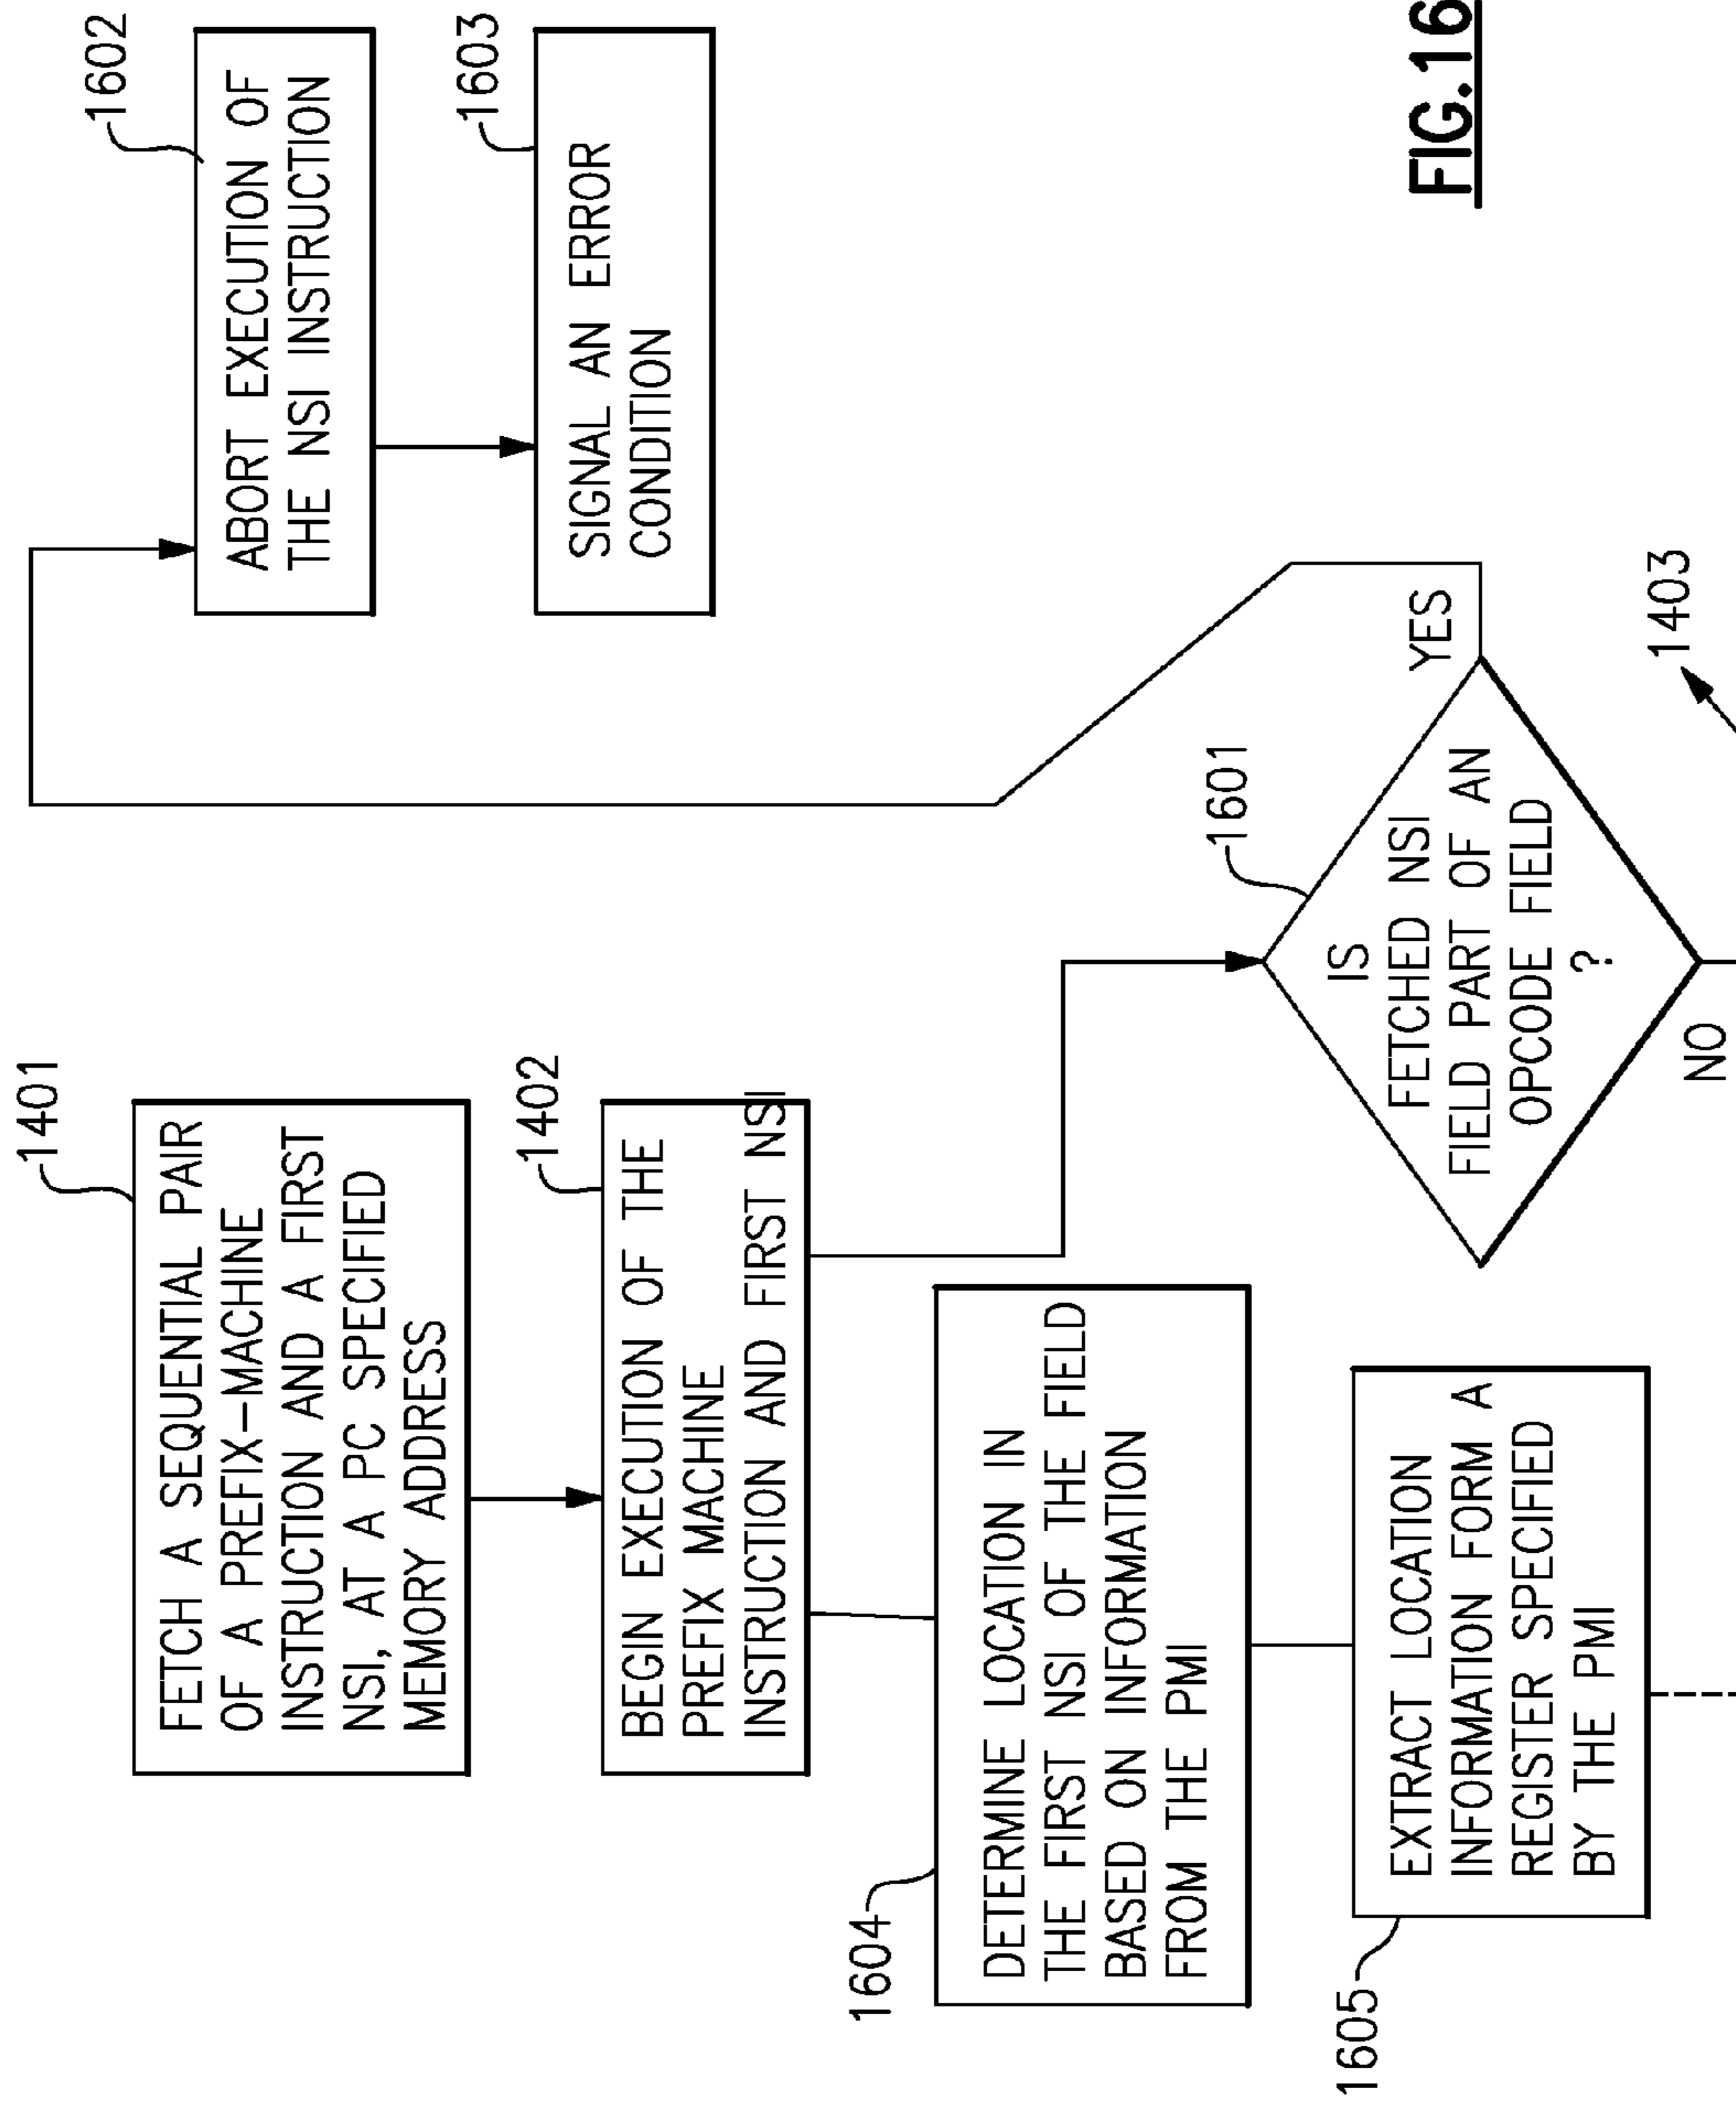 1401
FETCH A SEQUENTIAL PAIR
OF A PREFIX-MACHINE
INSTRUCTION AND A FIRST
NSI, AT A PC SPECIFIED
MEMORY ADDRESS
1402
BEGIN EXECUTION OF THE
PREFIX MACHINE
INSTRUCTION AND FIRST NSI
1604
DETERMINE LOCATION IN
THE FIRST NSI OF THE FIELD
BASED ON INFORMATION
FROM THE PMI
1605
EXTRACT LOCATION
INFORMATION FORM A
REGISTER SPECIFIED
BY THE PMI
1601
IS
FETCHED NSI
FIELD PART OF AN
OPCODE FIELD
?
YES
NO
1403
1602
ABORT EXECUTION OF
THE NSI INSTRUCTION
1603
SIGNAL AN ERROR
CONDITION
FIG.16